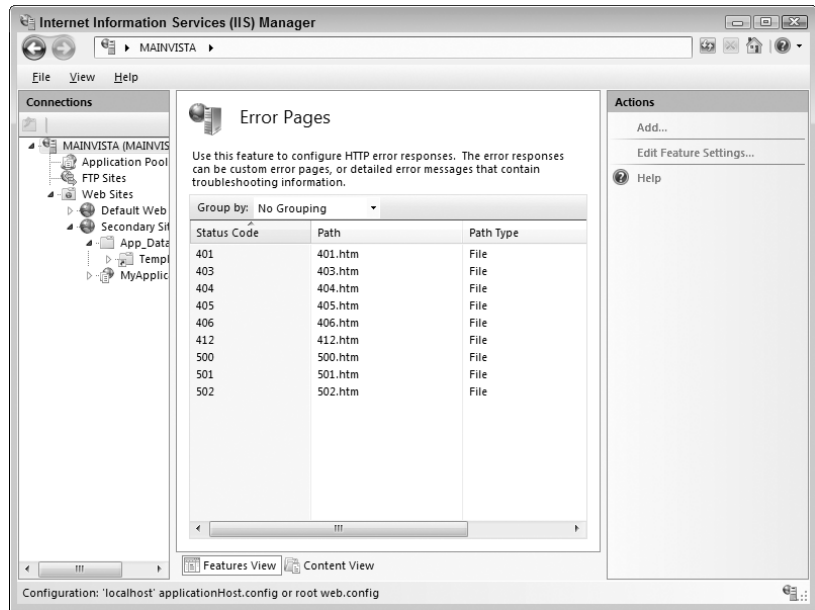 Internet Information Services (IIS) Manager
MAINVISTA
File View Help
Connections
MAINVISTA (MAINVIS
Application Pool
FTP Sites
Web Sites
Default Web
Secondary Sit
App_Data
Templ
MyApplic
Error Pages
Use this feature to configure HTTP error responses. The error responses
can be custom error pages, or detailed error messages that contain
troubleshooting information.
Group by: No Grouping
Status Code Path Path Type
401 401.htm File
403 403.htm File
404 404.htm File
405 405.htm File
406 406.htm File
412 412.htm File
500 500.htm File
501 501.htm File
502 502.htm File
Features View Content View
Actions
Add...
Edit Feature Settings...
Help
Configuration: 'localhost' applicationHost.config or root web.config